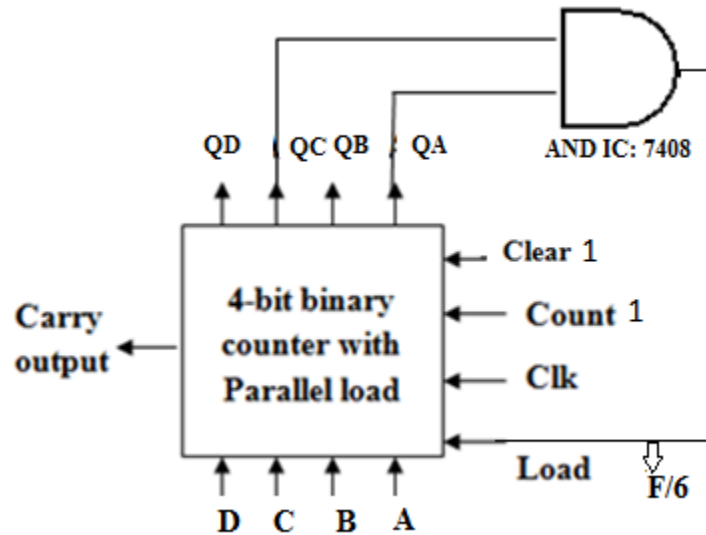 QD QC QB QA
AND IC: 7408
Clear 1
4-bit binary
counter with
Parallel load
Carry
output
Count 1
Clk
Load
F/6
D C B A